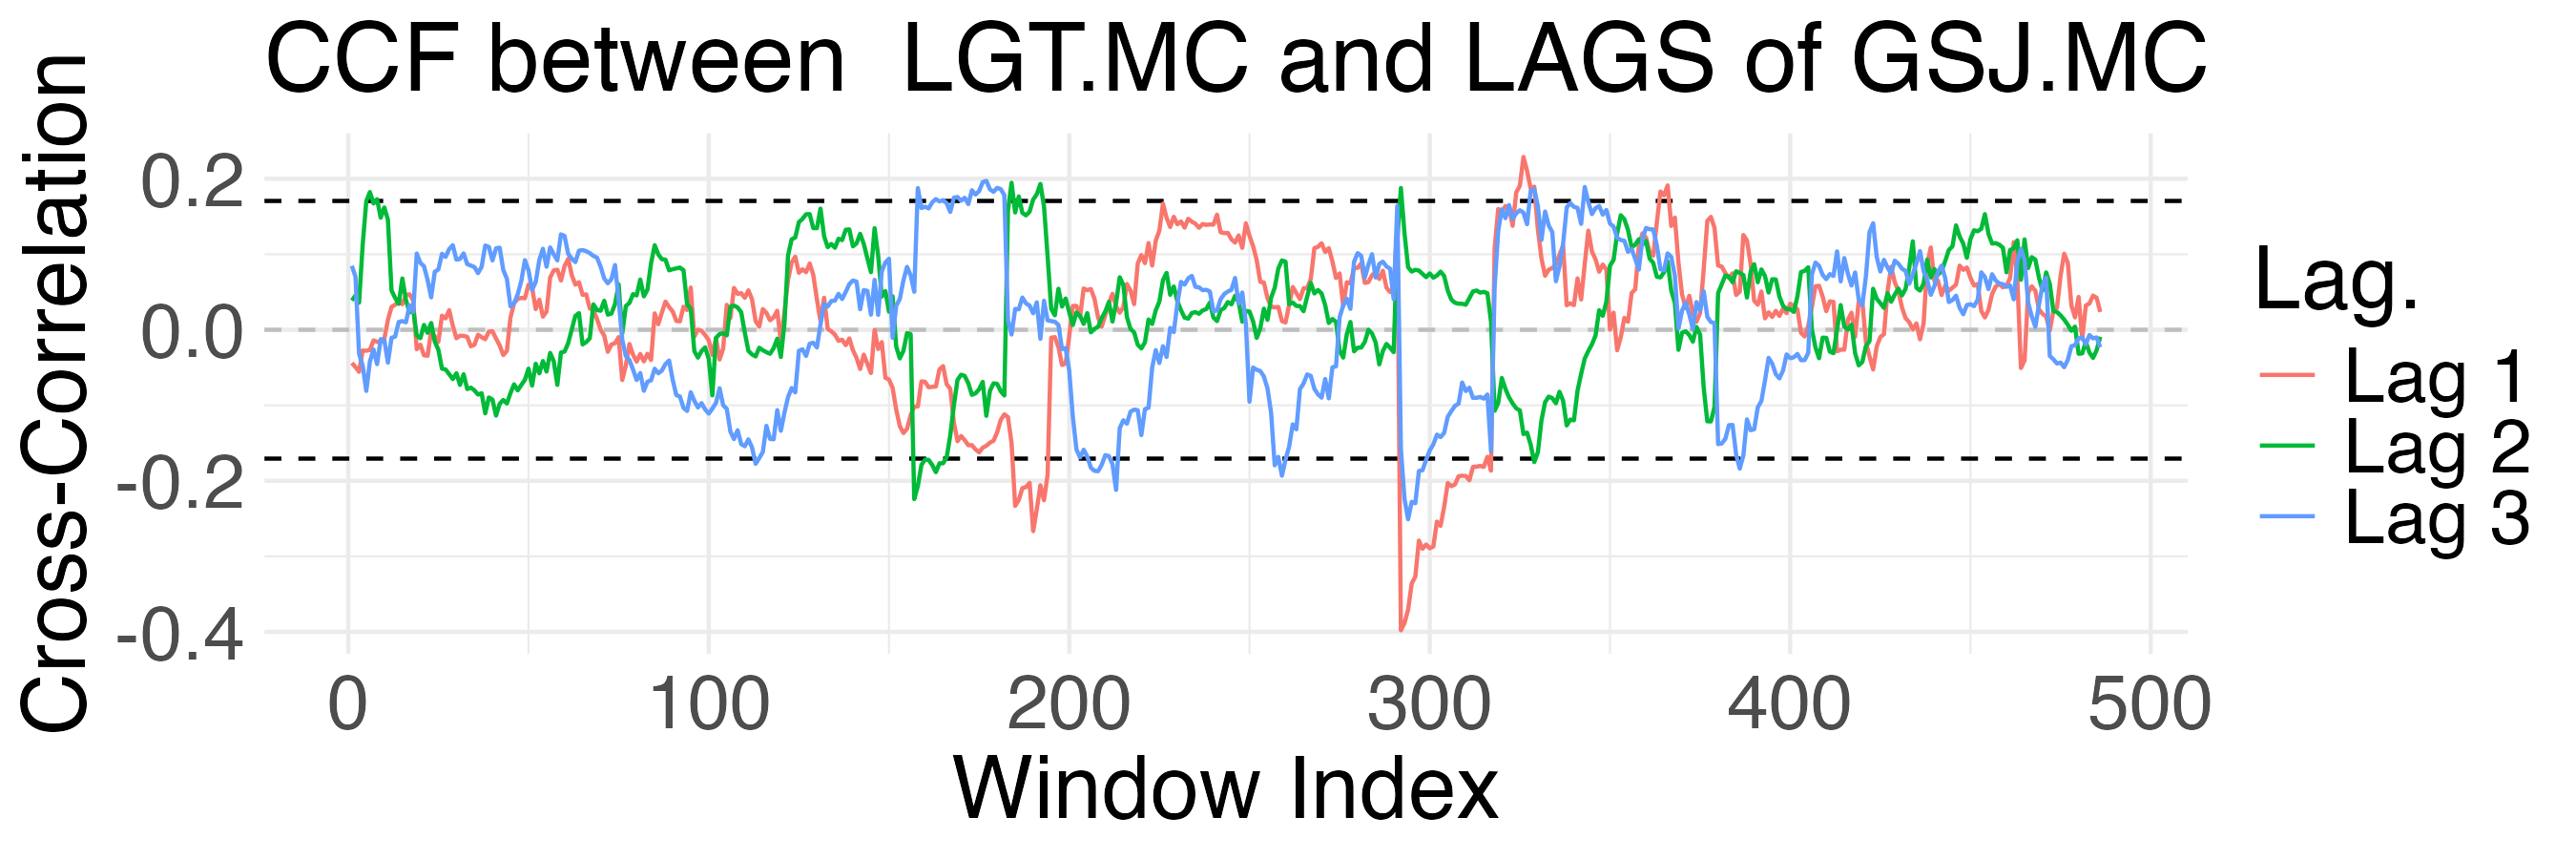 CCF between  LGT.MC and LAGS of GSJ.MC
Cross-Correlation
0.2
0.0
-0.2
-0.4
0 100 200 300 400 500
Window Index
Lag.
Lag 1
Lag 2
Lag 3